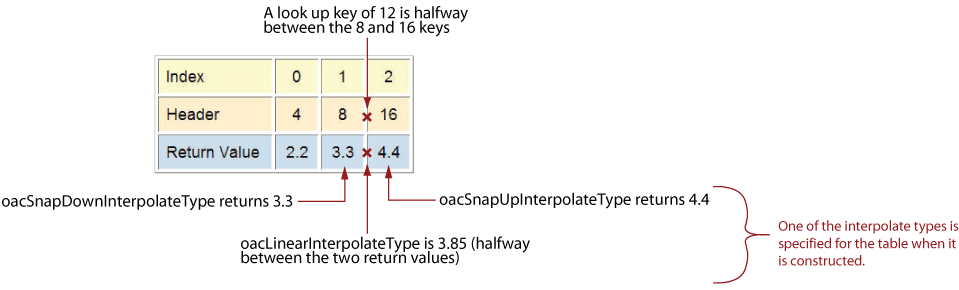 A look up key of 12 is halfway
between the 8 and 16 keys
Index 0 1 2
Header 4 8 16
Return Value 2.2 3.3 4.4
oacSnapDownInterpolateType returns 3.3
oacSnapUpInterpolateType returns 4.4
oacLinearInterpolateType is 3.85 (halfway
between the two return values)
One of the interpolate types is
specified for the table when it
is constructed.